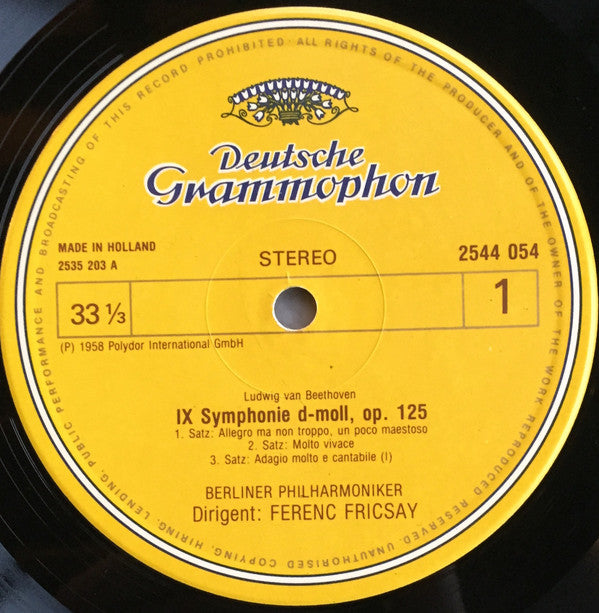 ALL RIGHTS OF THE PRODUCER AND OF THE OWNER OF THE WORK REPRODUCED RESERVED. UNAUTHORISED COPYING, HIRING, LENDING, PUBLIC PERFORMANCE AND BROADCASTING OF THIS RECORD PROHIBITED ·
Deutsche
Grammophon
MADE IN HOLLAND
2535 203 A
STEREO
2544 054
33 ⅓
1
(P) 1958 Polydor International GmbH
Ludwig van Beethoven
IX Symphonie d-moll, op. 125
1. Satz: Allegro ma non troppo, un poco maestoso
2. Satz: Molto vivace
3. Satz: Adagio molto e cantabile (I)
BERLINER PHILHARMONIKER
Dirigent: FERENC FRICSAY